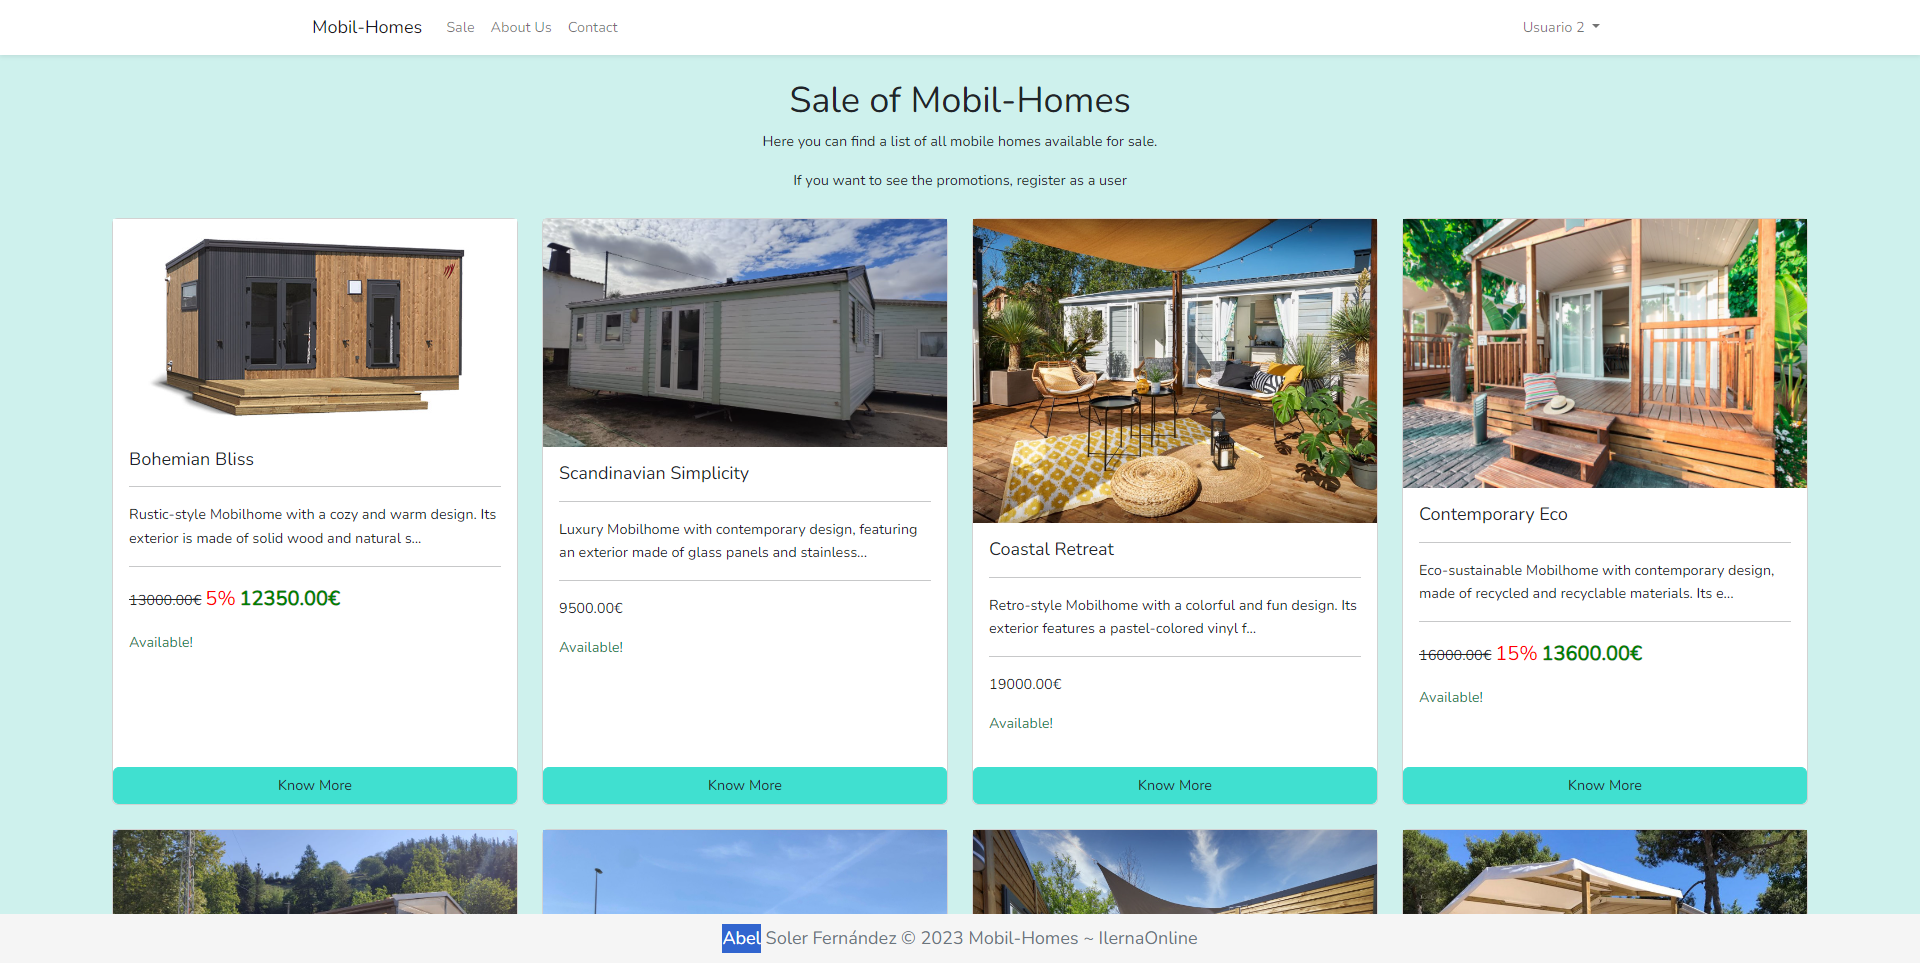 Mobil-Homes Sale About Us Contact Usuario 2
Sale of Mobil-Homes
Here you can find a list of all mobile homes available for sale.
If you want to see the promotions, register as a user
Bohemian Bliss
Rustic-style Mobilhome with a cozy and warm design. Its
exterior is made of solid wood and natural s...
13000.00€ 5% 12350.00€
Available!
Know More
Scandinavian Simplicity
Luxury Mobilhome with contemporary design, featuring
an exterior made of glass panels and stainless...
9500.00€
Available!
Know More
Coastal Retreat
Retro-style Mobilhome with a colorful and fun design. Its
exterior features a pastel-colored vinyl f...
19000.00€
Available!
Know More
Contemporary Eco
Eco-sustainable Mobilhome with contemporary design,
made of recycled and recyclable materials. Its e...
16000.00€ 15% 13600.00€
Available!
Know More
Abel Soler Fernández © 2023 Mobil-Homes ~ IlernaOnline